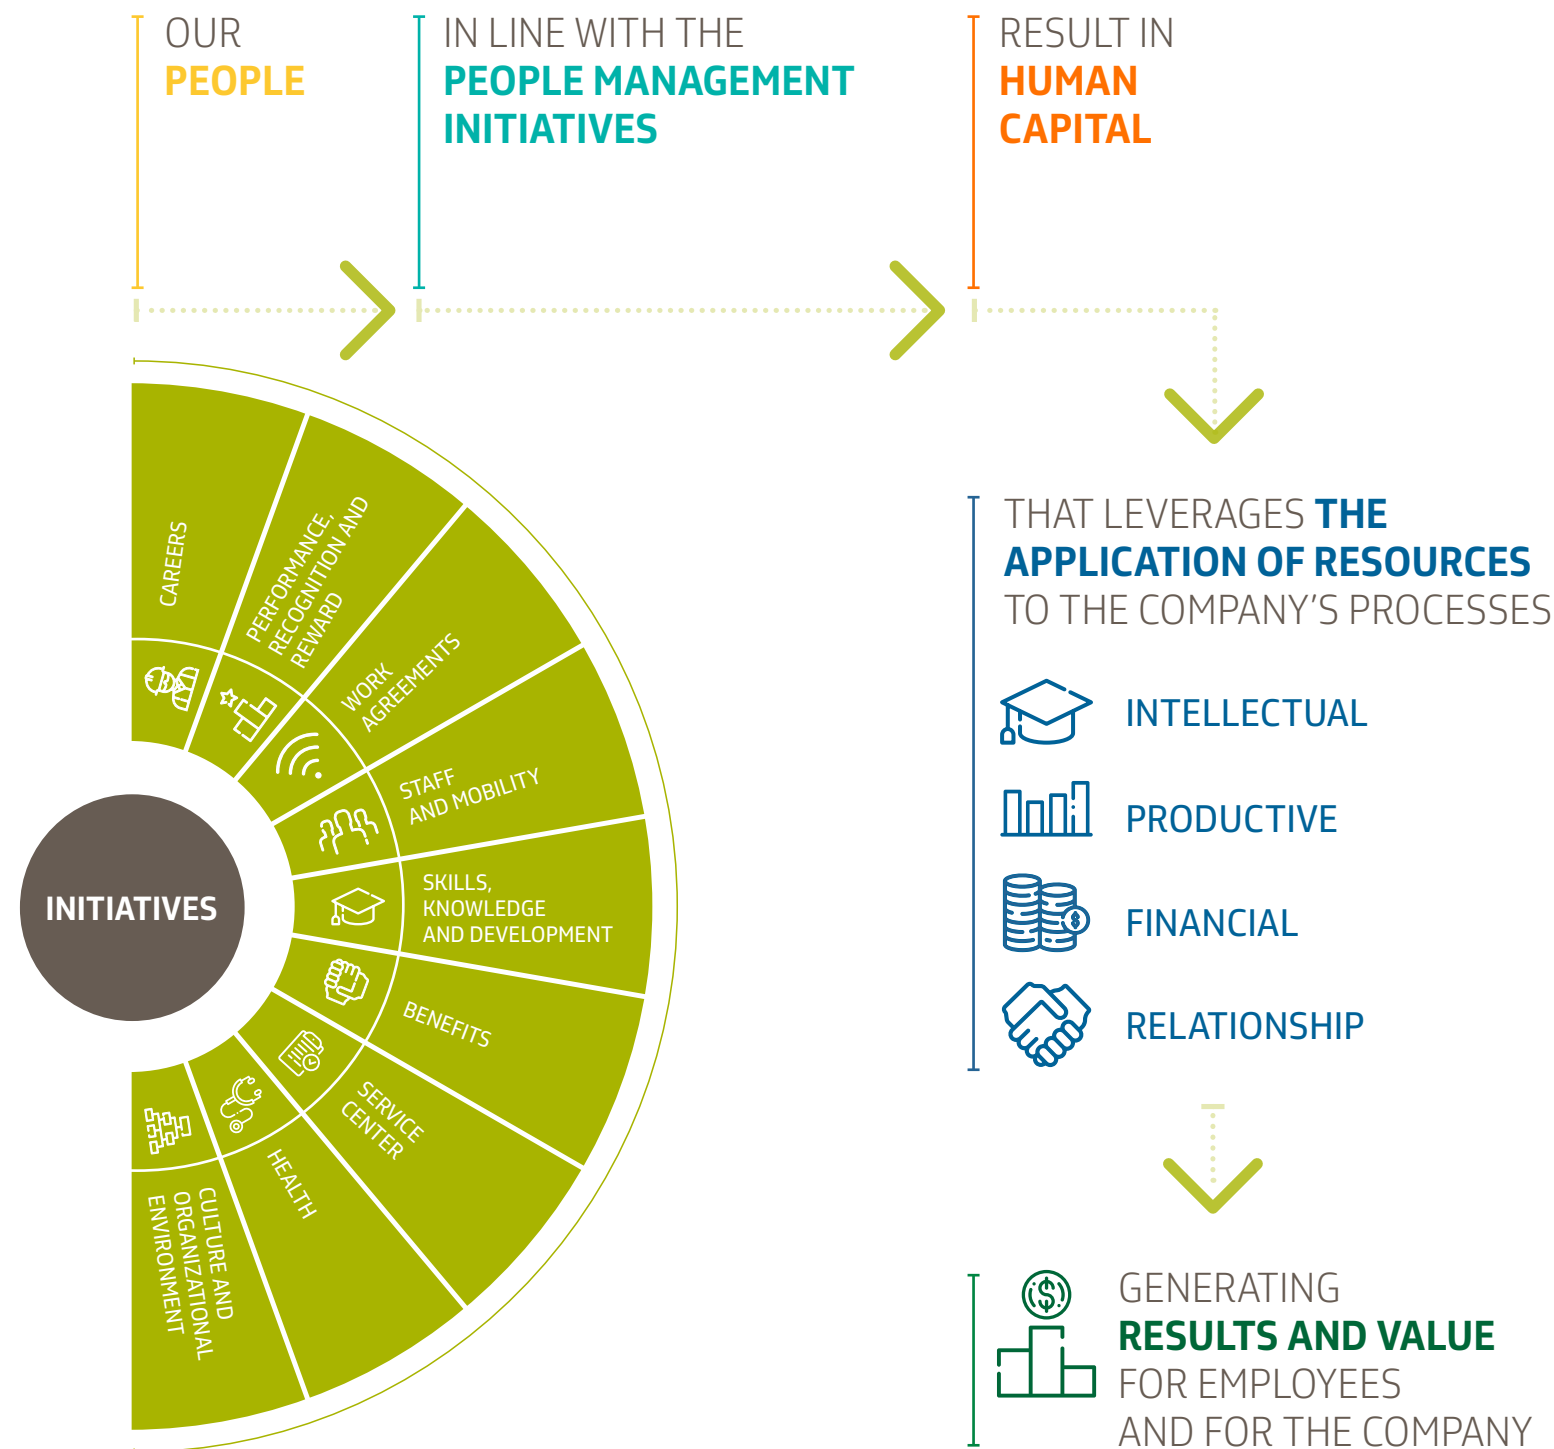 OUR
PEOPLE
IN LINE WITH THE
PEOPLE MANAGEMENT
INITIATIVES
RESULT IN
HUMAN
CAPITAL
CAREERS
PERFORMANCE,
RECOGNITION AND
REWARD
WORK
AGREEMENTS
STAFF
AND MOBILITY
SKILLS,
KNOWLEDGE
AND DEVELOPMENT
BENEFITS
SERVICE
CENTER
HEALTH
CULTURE AND
ORGANIZATIONAL
ENVIRONMENT
INITIATIVES
THAT LEVERAGES THE
APPLICATION OF RESOURCES
TO THE COMPANY'S PROCESSES
INTELLECTUAL
PRODUCTIVE
FINANCIAL
RELATIONSHIP
$
GENERATING
RESULTS AND VALUE
FOR EMPLOYEES
AND FOR THE COMPANY